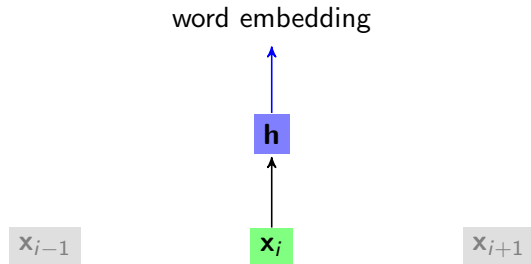 word embedding
h
x_{i−1} x_i x_{i+1}